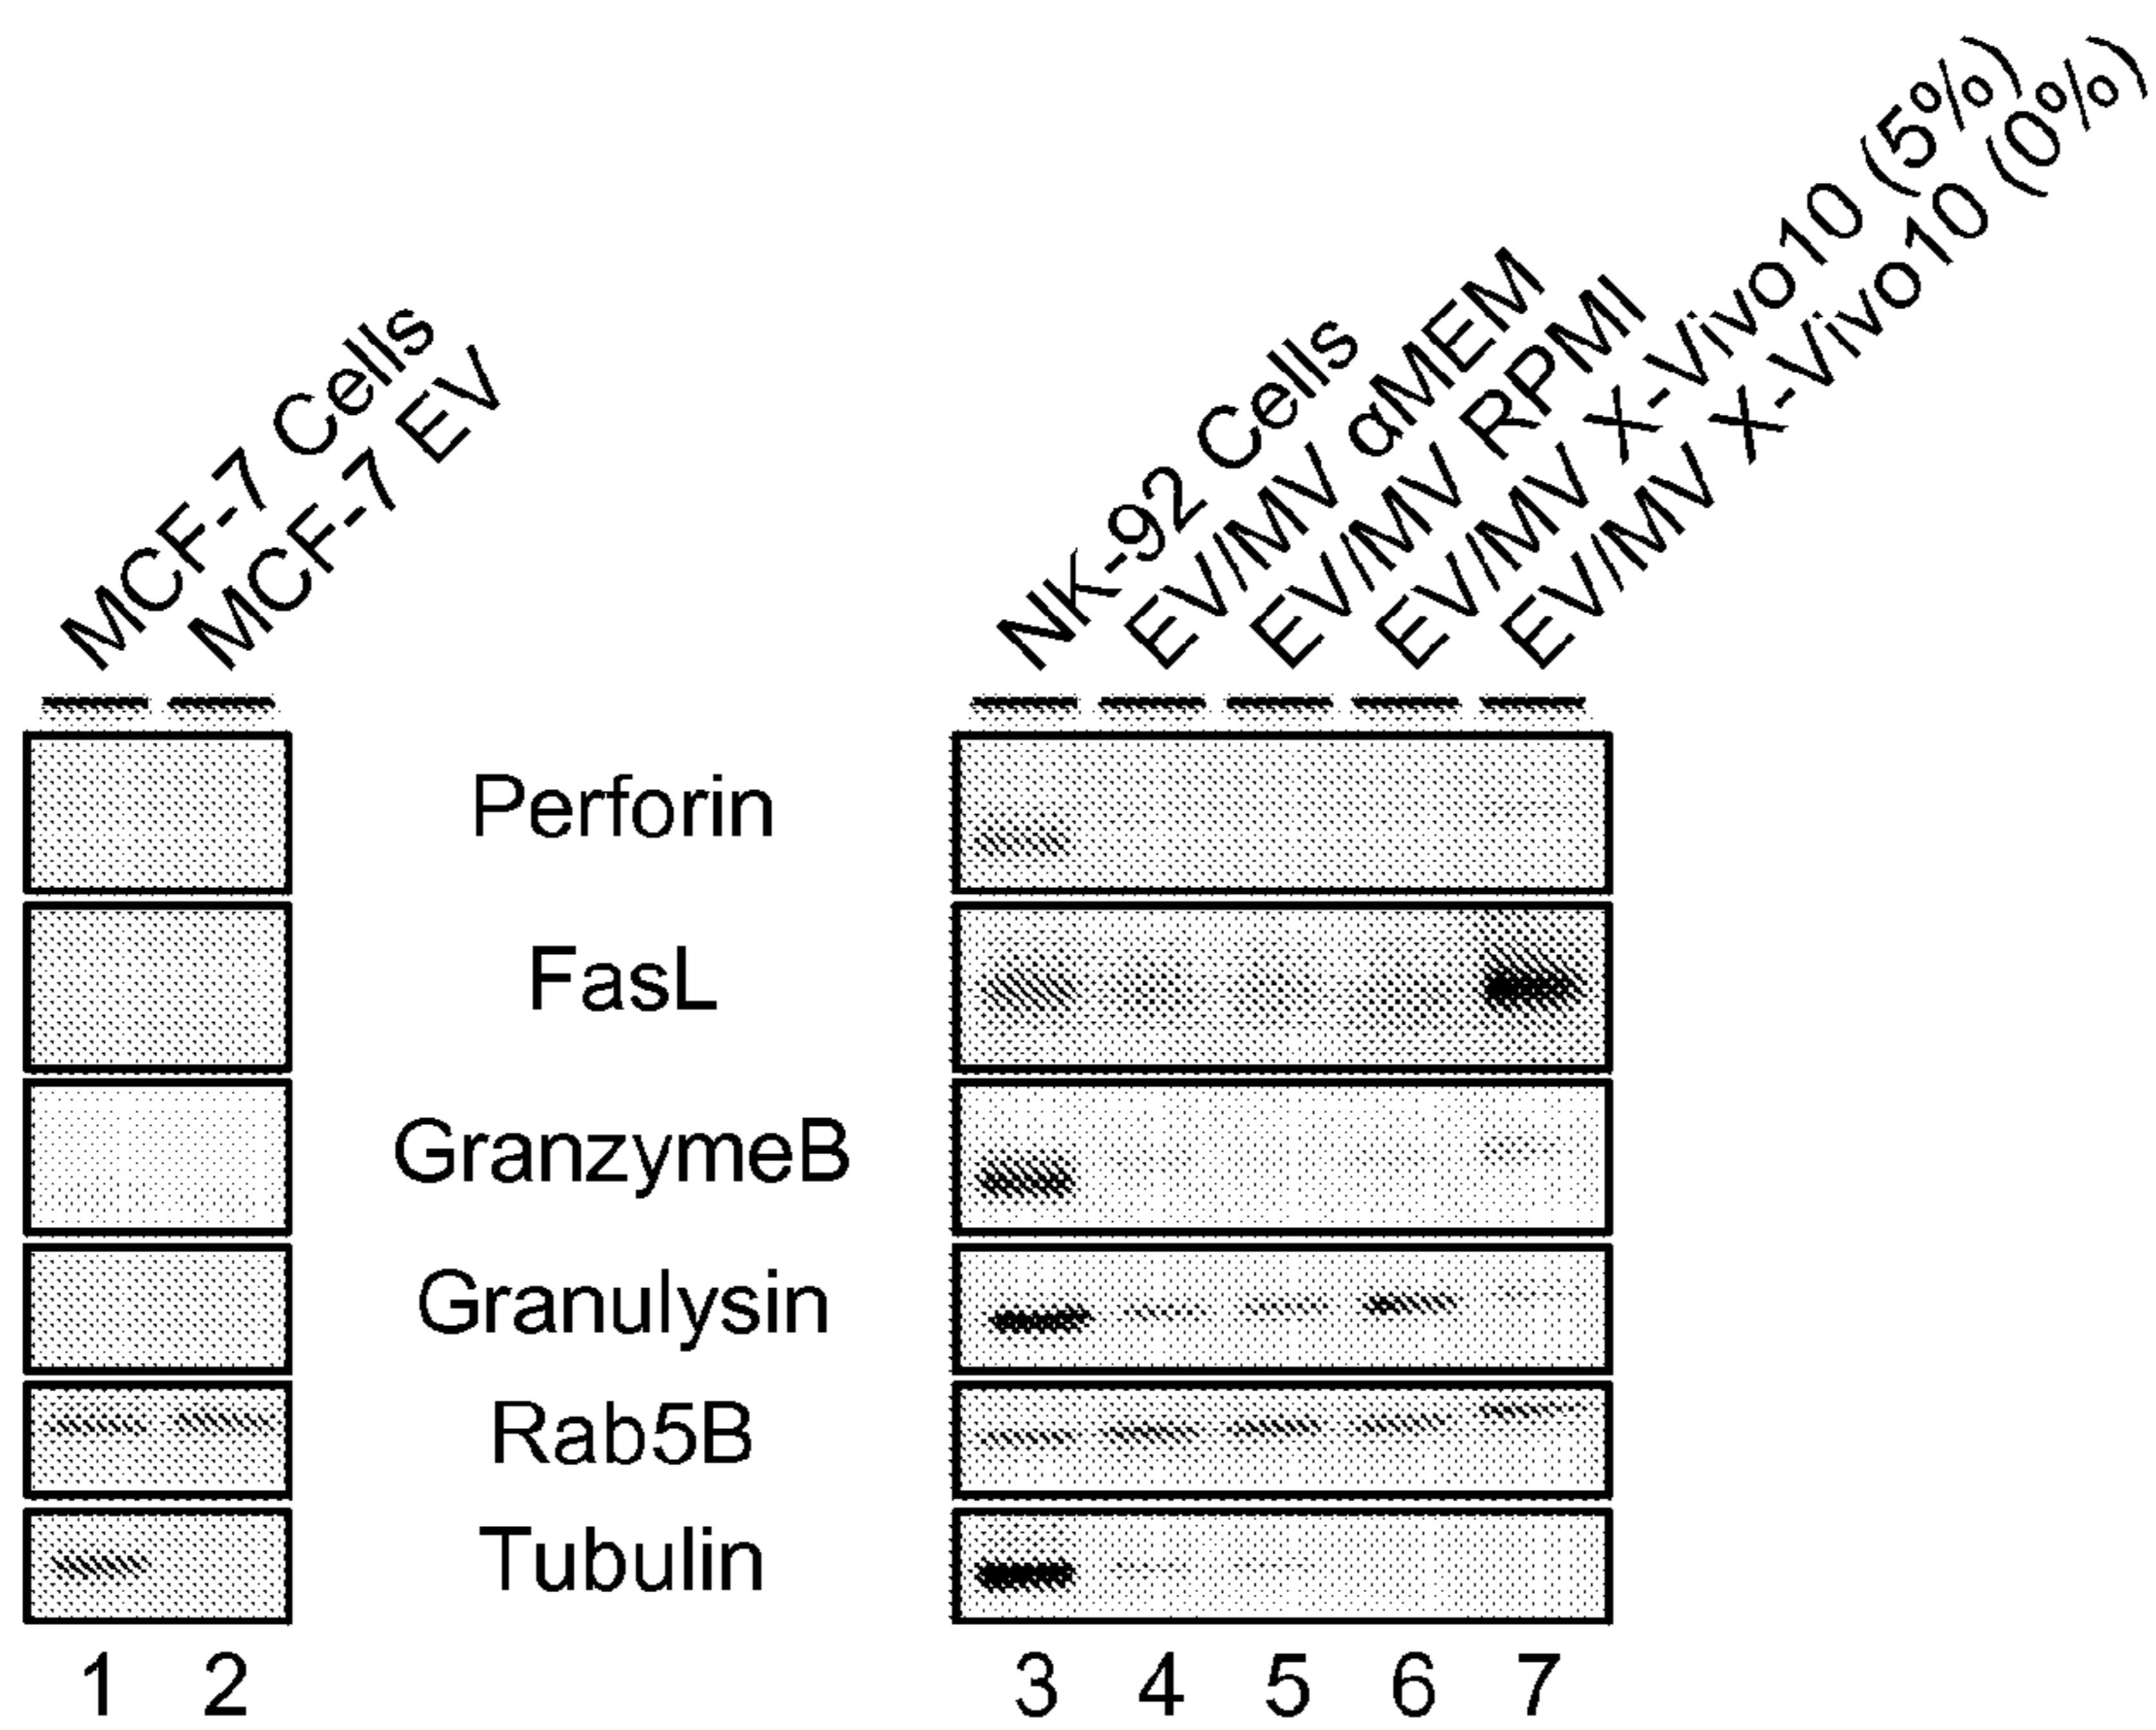 MCF-7 Cells
MCF-7 EV
NK-92 Cells
EV/MV αMEM
EV/MV RPMI
EV/MV X-Vivo10 (5%)
EV/MV X-Vivo10 (0%)
Perforin
FasL
GranzymeB
Granulysin
Rab5B
Tubulin
1 2 3 4 5 6 7